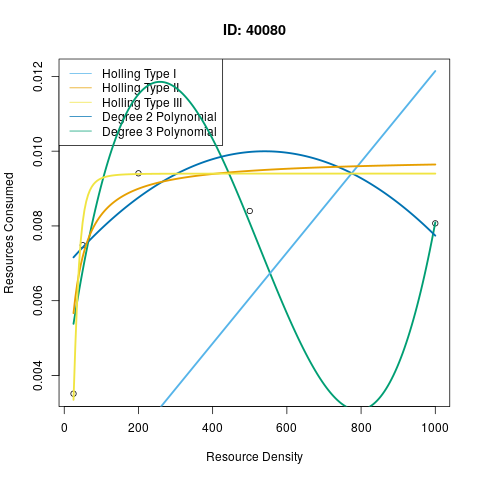 ID: 40080
Holling Type I
Holling Type II
Holling Type III
Degree 2 Polynomial
Degree 3 Polynomial
Resources Consumed
0.012
0.010
0.008
0.006
0.004
0
200
400
600
800
1000
Resource Density